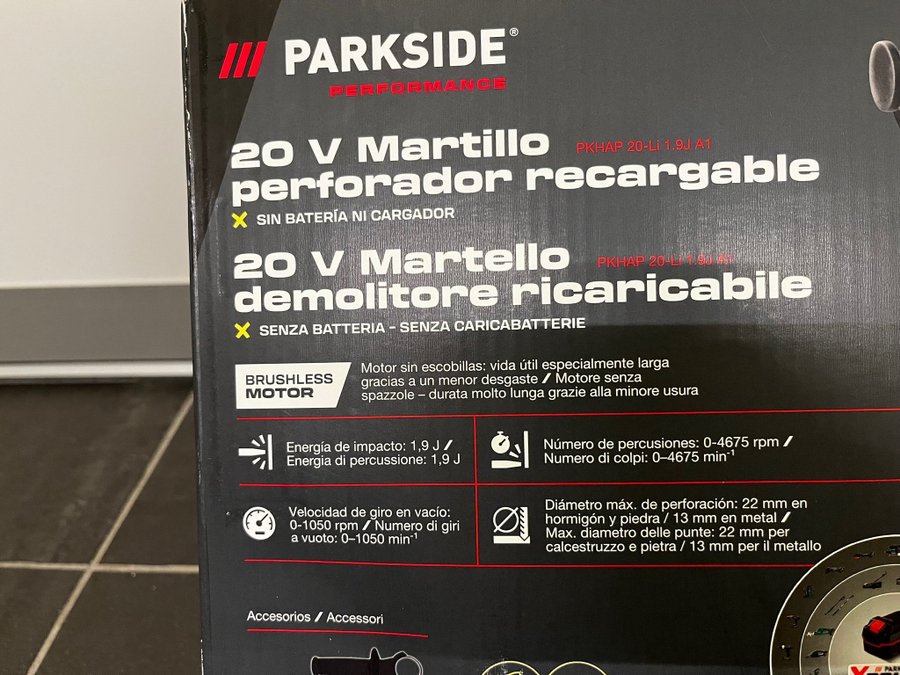 PARKSIDE®
PERFORMANCE
20 V Martillo PKHAP 20-Li 1.9J A1
perforador recargable
X SIN BATERÍA NI CARGADOR
20 V Martello PKHAP 20-Li 1.9J A1
demolitore ricaricabile
X SENZA BATTERIA - SENZA CARICABATTERIE
BRUSHLESS
MOTOR
Motor sin escobillas: vida útil especialmente larga
gracias a un menor desgaste / Motore senza
spazzole – durata molto lunga grazie alla minore usura
Energía de impacto: 1,9 J /
Energia di percussione: 1,9 J
Número de percusiones: 0-4675 rpm /
Numero di colpi: 0–4675 min⁻¹
Velocidad de giro en vacío:
0-1050 rpm / Numero di giri
a vuoto: 0–1050 min⁻¹
Diámetro máx. de perforación: 22 mm en
hormigón y piedra / 13 mm en metal /
Max. diametro delle punte: 22 mm per
calcestruzzo e pietra / 13 mm per il metallo
Accesorios / Accessori